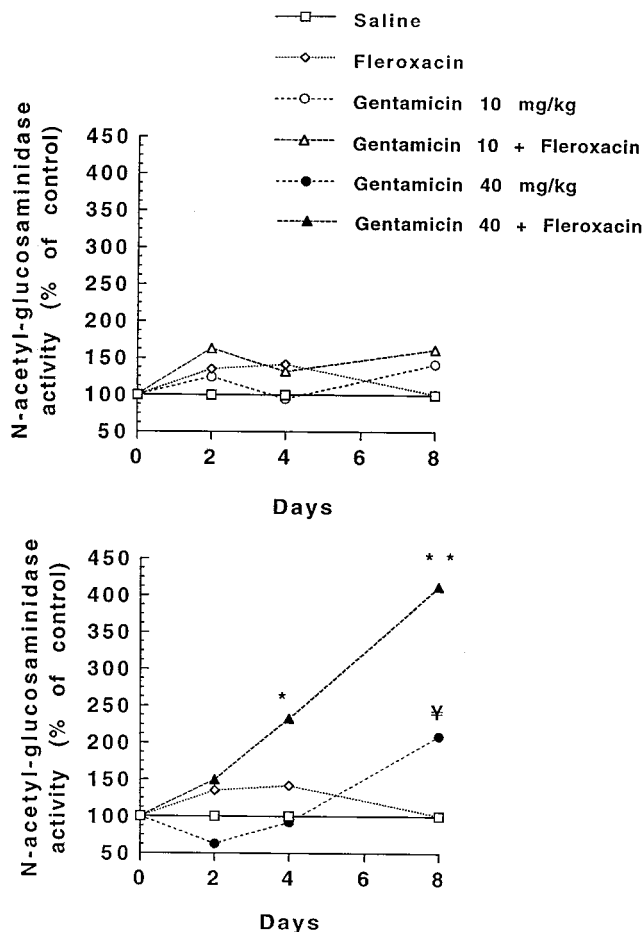 Saline
Fleroxacin
Gentamicin 10 mg/kg
Gentamicin 10 + Fleroxacin
Gentamicin 40 mg/kg
Gentamicin 40 + Fleroxacin
N-acetyl-glucosaminidase
activity (% of control)
450
400
350
300
250
200
150
100
50
0 2 4 6 8
Days
N-acetyl-glucosaminidase
activity (% of control)
450
400
350
300
250
200
150
100
50
* *
*
¥
0 2 4 6 8
Days